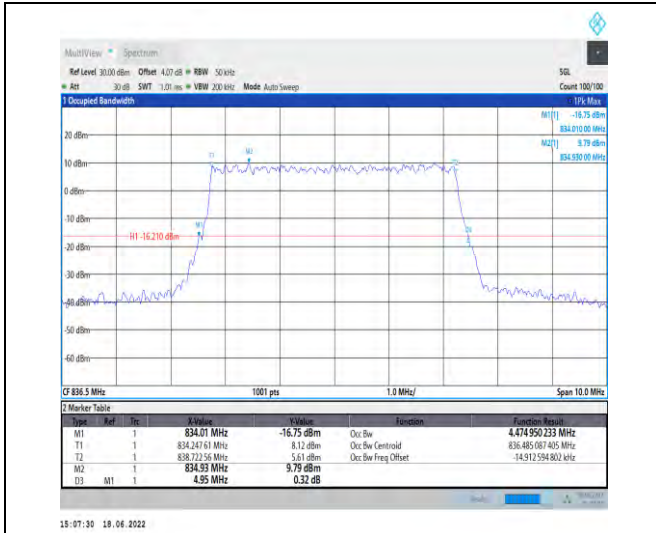 MultiView Spectrum
Ref Level 30.00 dBm Offset 4.07 dB RBW 50 kHz SGL
Att 30 dB SWT 1.01 ms VBW 200 kHz Mode Auto Sweep Count 100/100
1 Occupied Bandwidth 1Pk Max
M1[1] -16.75 dBm
834.010 00 MHz
M2[1] 9.79 dBm
834.930 00 MHz
20 dBm
T1 M2
10 dBm
0 dBm
-10 dBm
M1
H1 -16.210 dBm
-20 dBm
-30 dBm
-40 dBm
-50 dBm
-60 dBm
CF 836.5 MHz 1001 pts 1.0 MHz/ Span 10.0 MHz
2 Marker Table
Type Ref Trc X-Value Y-Value Function Function Result
M1 1 834.01 MHz -16.75 dBm Occ Bw 4.474 950 233 MHz
T1 1 834.247 61 MHz 8.12 dBm Occ Bw Centroid 836.485 087 405 MHz
T2 1 838.722 56 MHz 5.61 dBm Occ Bw Freq Offset -14.912 594 802 kHz
M2 1 834.93 MHz 9.79 dBm
D3 M1 1 4.95 MHz 0.32 dB
15:07:30 18.06.2022